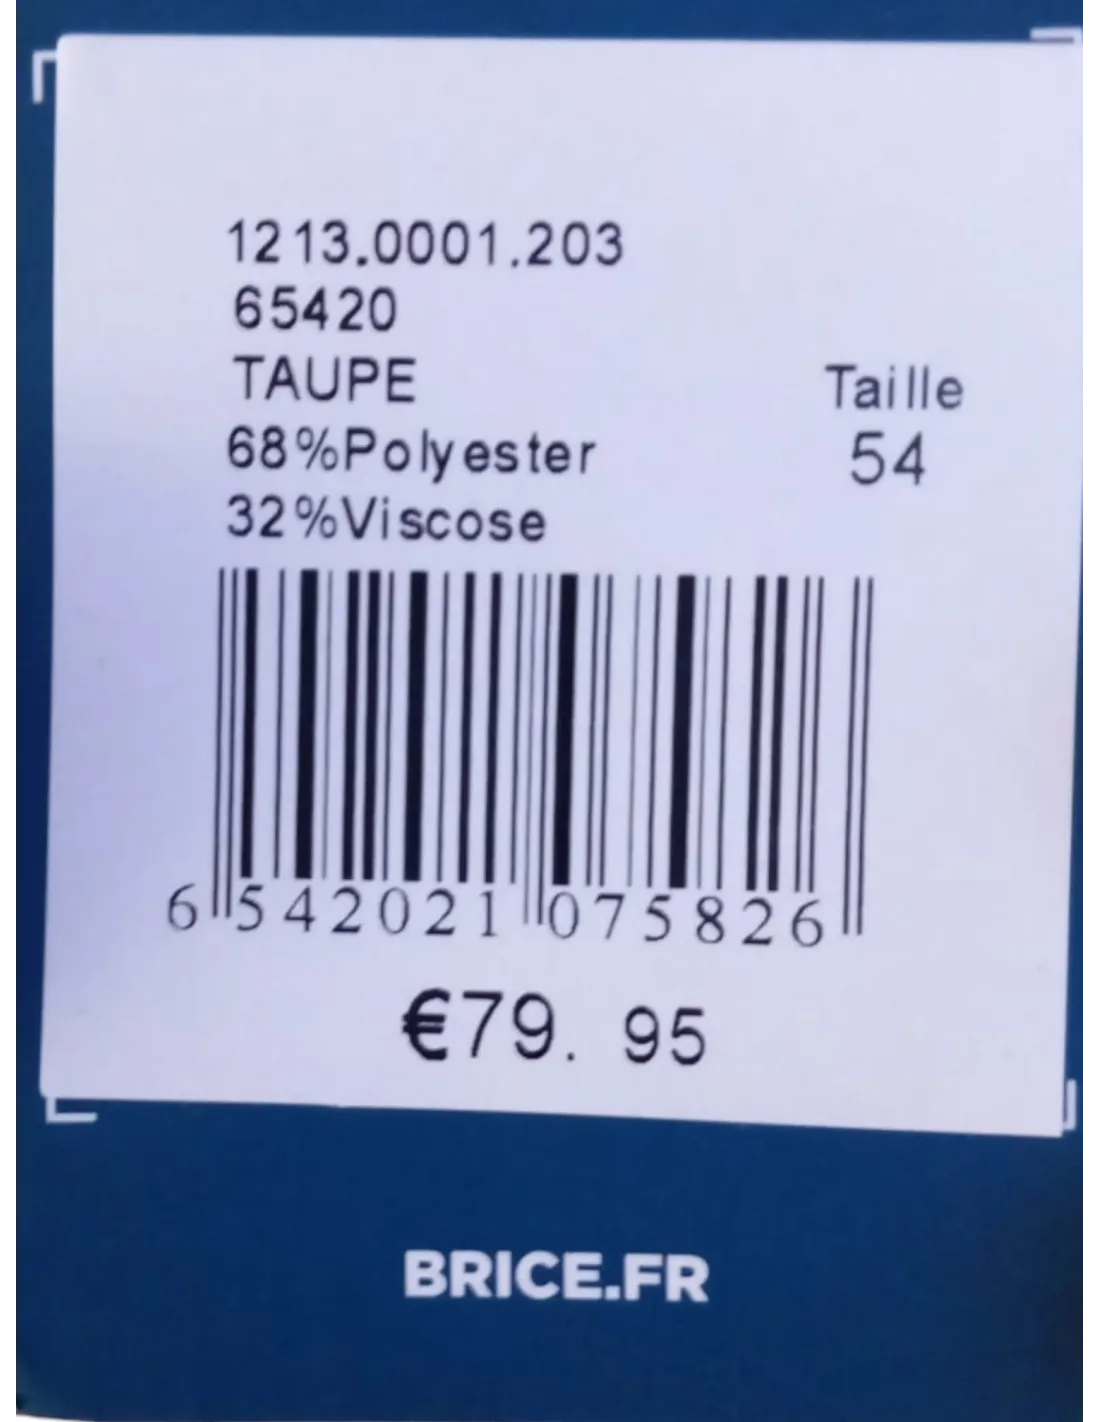 1213.0001.203
65420
TAUPE
68%Polyester
32%Viscose
Taille
54
6 542021 075826
€79. 95
BRICE.FR